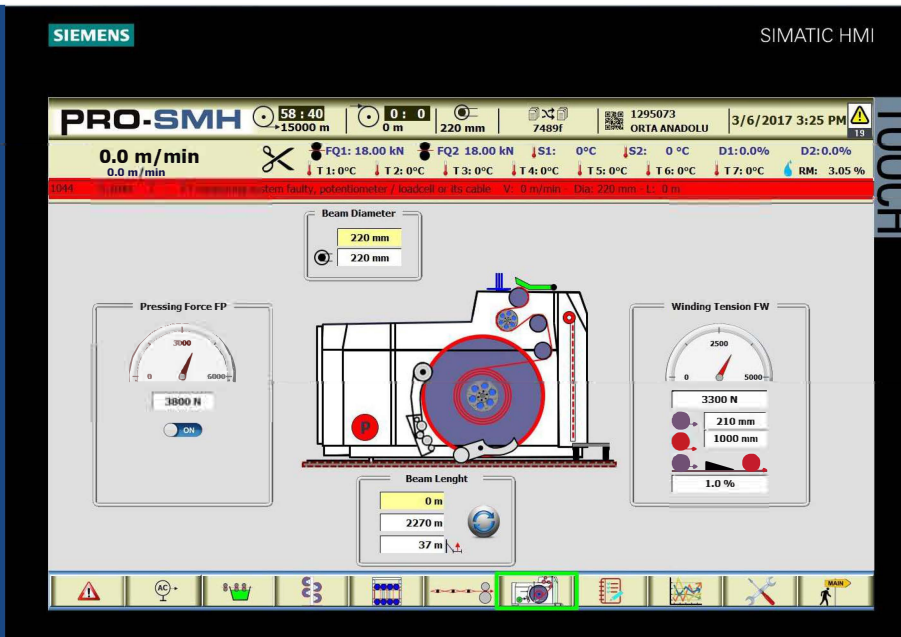 SIEMENS
SIMATIC HMI
TOUCH
PRO-SMH
58 : 40
15000 m
0 : 0
0 m
220 mm
7489f
1295073
ORTA ANADOLU
3/6/2017 3:25 PM
19
0.0 m/min
0.0 m/min
FQ1: 18.00 kN
FQ2 18.00 kN
S1: 0°C
S2: 0 °C
D1:0.0%
D2:0.0%
T 1: 0°C
T 2: 0°C
T 3: 0°C
T 4: 0°C
T 5: 0°C
T 6: 0°C
T 7: 0°C
RM: 3.05 %
1044 system faulty, potentiometer / loadcell or its cable V: 0 m/min - Dia: 220 mm - L: 0 m
Beam Diameter
220 mm
220 mm
Pressing Force FP
3000
0
6000
3800 N
ON
P
Winding Tension FW
2500
0
5000
3300 N
210 mm
1000 mm
1.0 %
Beam Lenght
0 m
2270 m
37 m
AC
MAIN